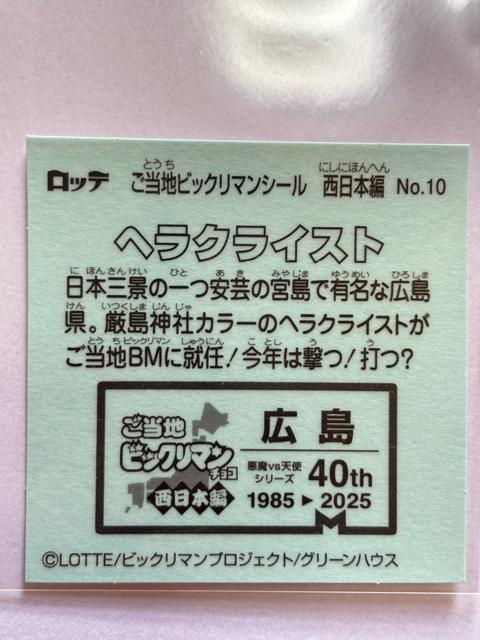 ロッテ ご当地ビックリマンシール 西日本編 No.10
ヘラクライスト
日本三景の一つ安芸の宮島で有名な広島
県。厳島神社カラーのヘラクライストが
ご当地BMに就任!今年は撃つ!打つ?
ご当地
ビックリマン
チョコ
西日本編
広島
悪魔vs天使
シリーズ 40th
1985▶2025
©LOTTE/ビックリマンプロジェクト/グリーンハウス